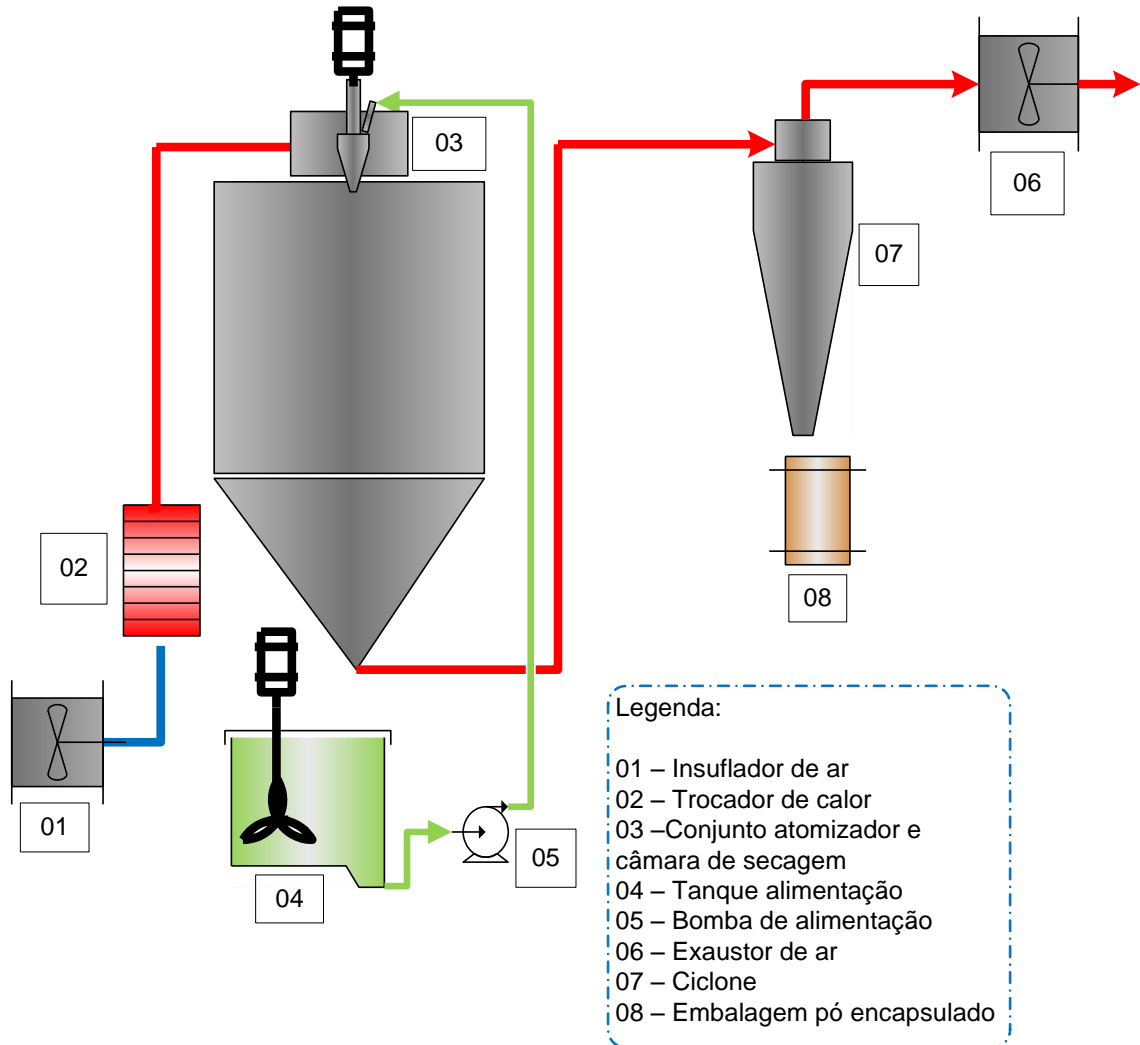 03
06
07
02
08
01
05
04
Legenda:
01 – Insuflador de ar
02 – Trocador de calor
03 –Conjunto atomizador e
câmara de secagem
04 – Tanque alimentação
05 – Bomba de alimentação
06 – Exaustor de ar
07 – Ciclone
08 – Embalagem pó encapsulado